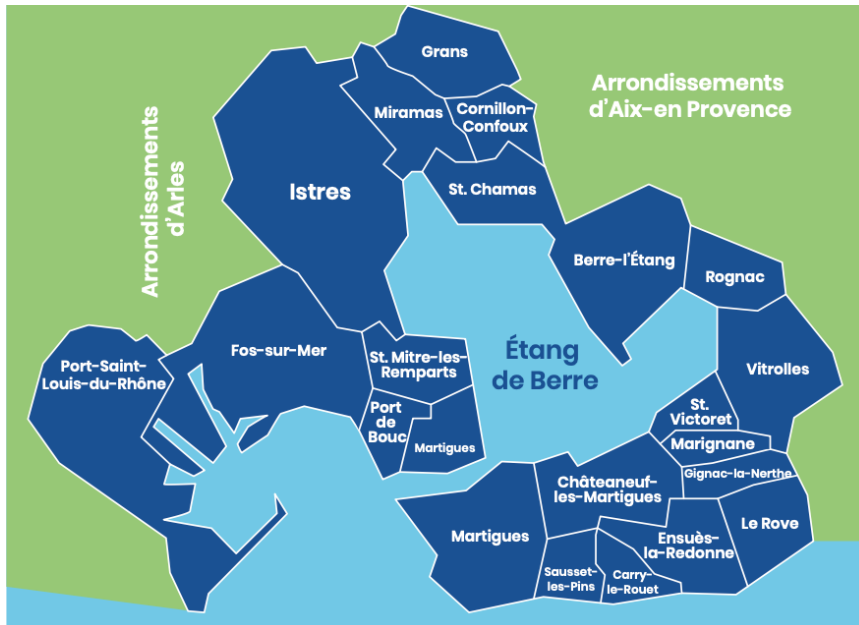 Grans
Arrondissements
d'Aix-en Provence
Miramas
Cornillon-
Confoux
Arrondissements
d'Arles
Istres
St. Chamas
Berre-l'Étang
Rognac
Fos-sur-Mer
St. Mitre-les-
Remparts
Étang
de Berre
Port-Saint-
Louis-du-Rhône
Vitrolles
Port
de
Bouc
Martigues
St.
Victoret
Marignane
Gignac-la-Nerthe
Châteaneuf-
les-Martigues
Martigues
Ensuès-
la-Redonne
Le Rove
Sausset-
les-Pins
Carry-
le-Rouet